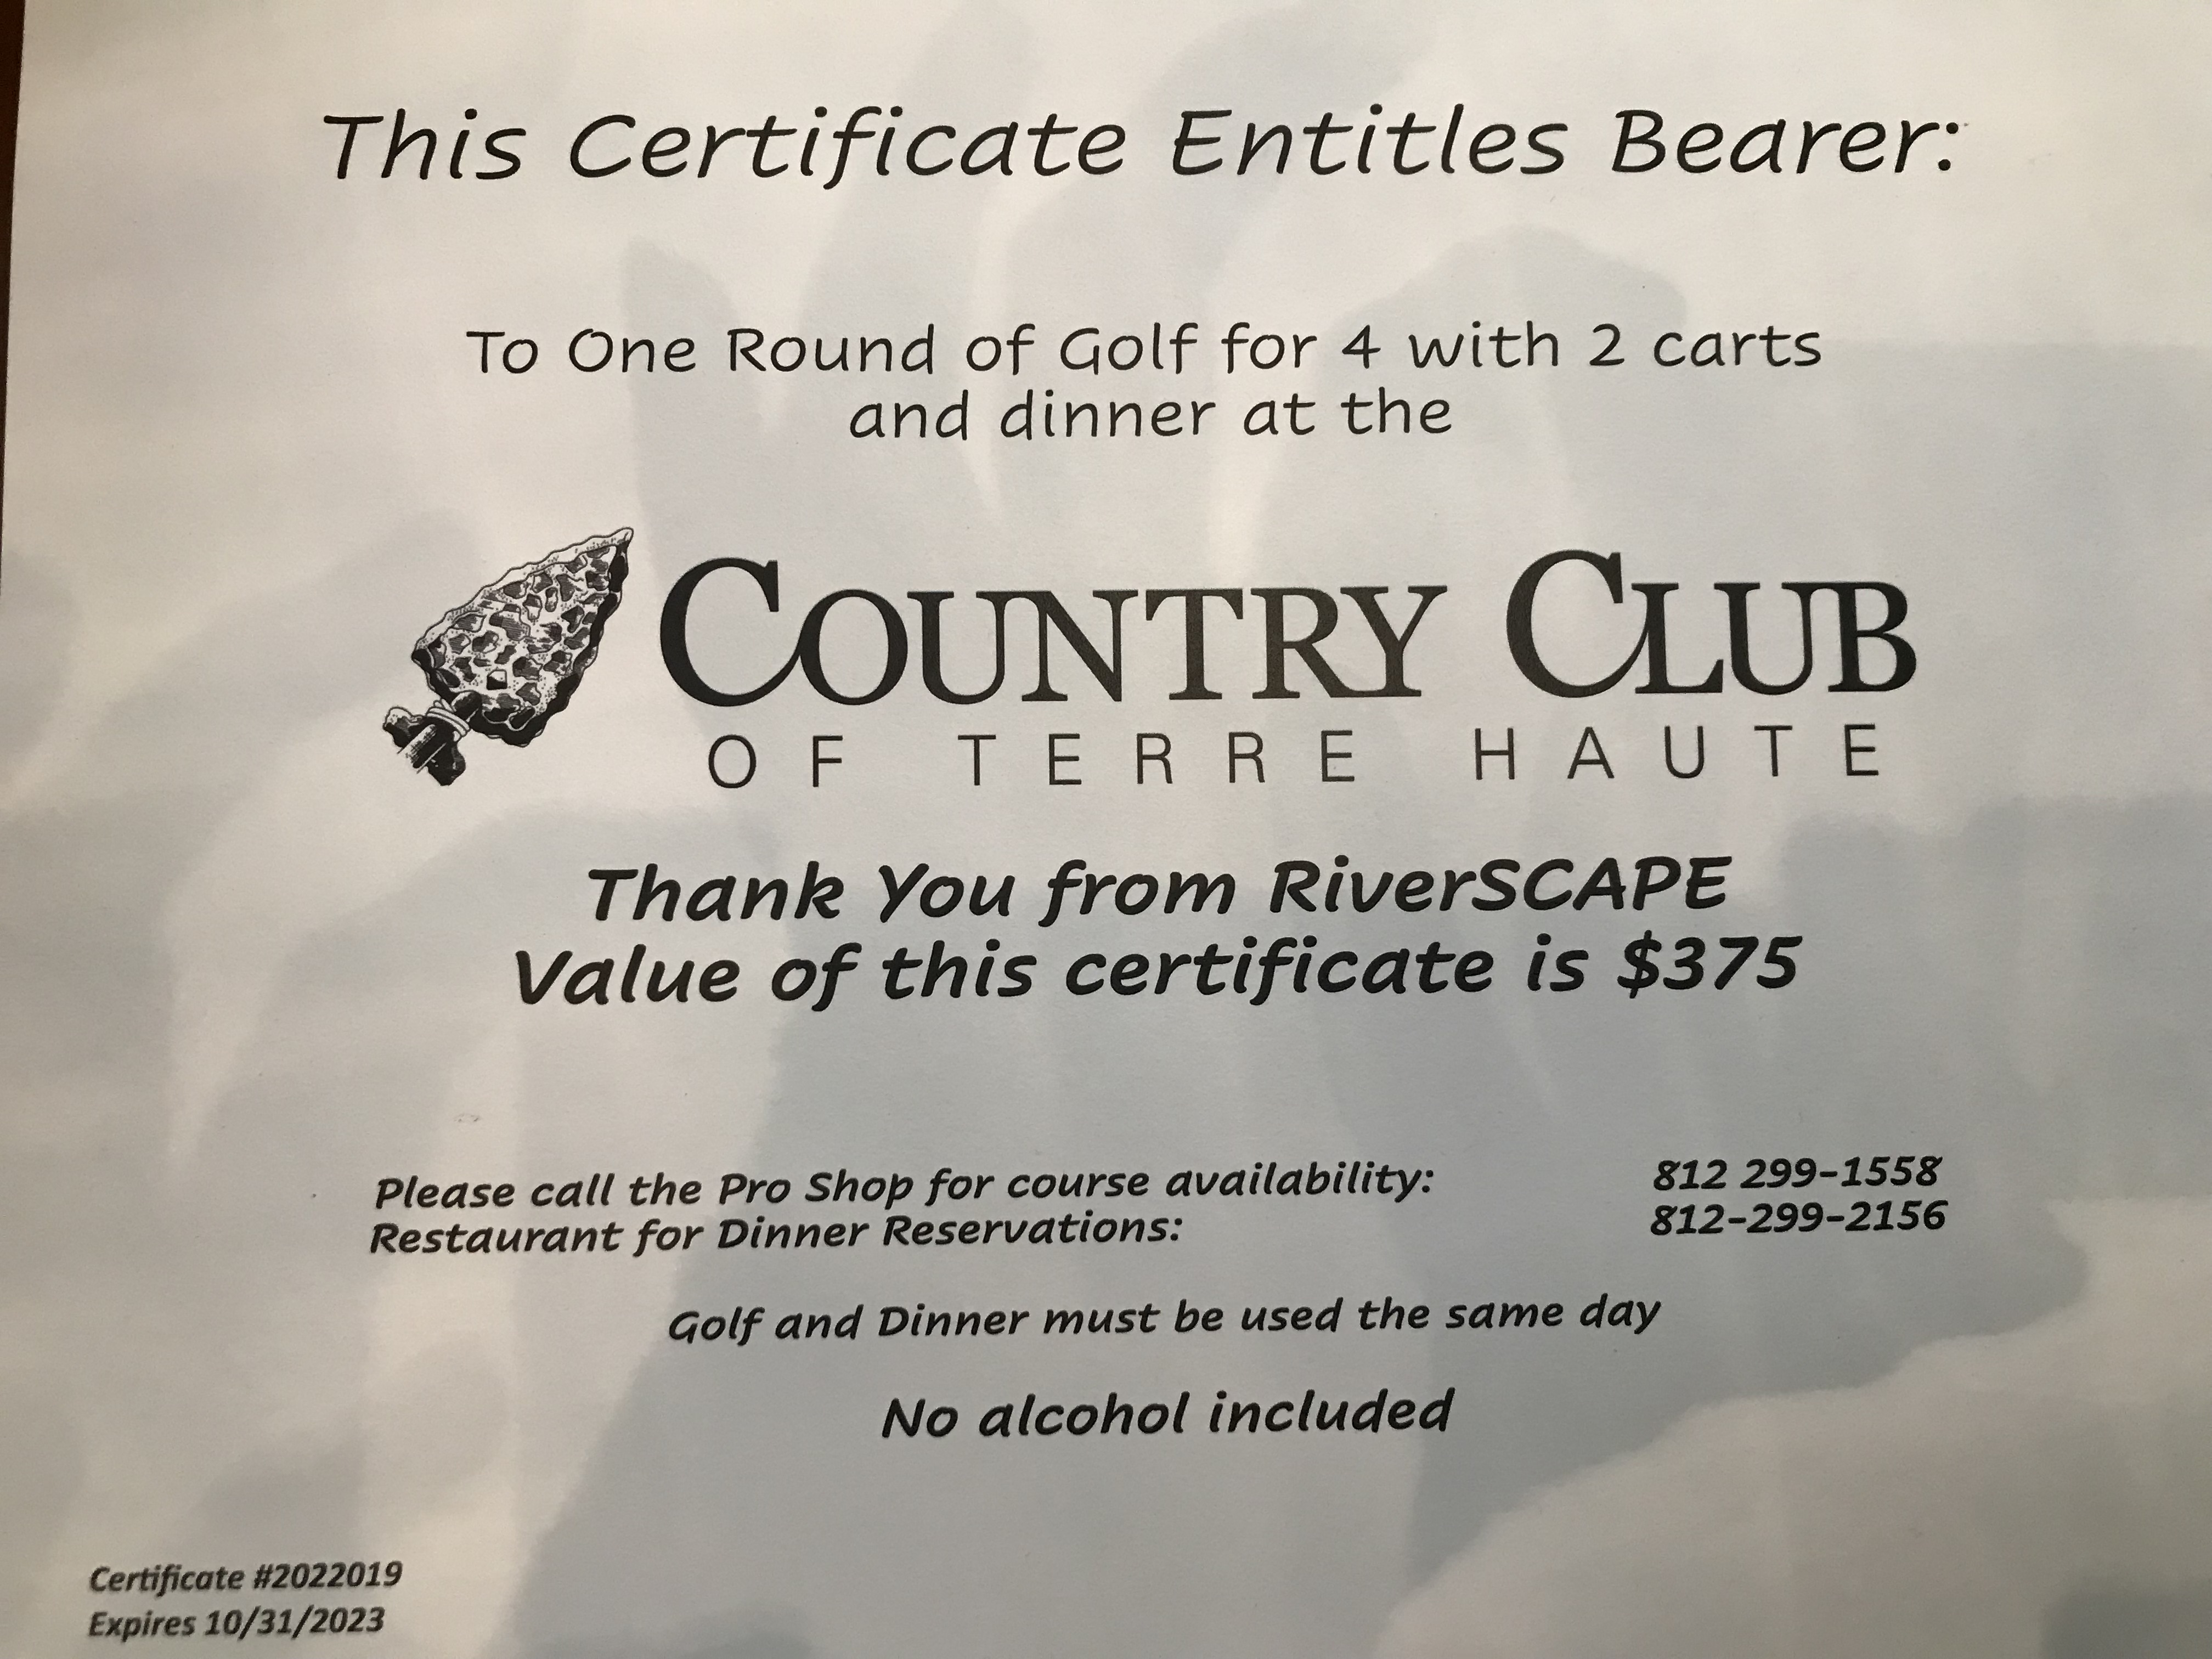 This Certificate Entitles Bearer:
To One Round of Golf for 4 with 2 carts
and dinner at the
COUNTRY CLUB
OF TERRE HAUTE
Thank You from RiverSCAPE
Value of this certificate is $375
Please call the Pro Shop for course availability: 812 299-1558
Restaurant for Dinner Reservations: 812-299-2156
Golf and Dinner must be used the same day
No alcohol included
Certificate #2022019
Expires 10/31/2023